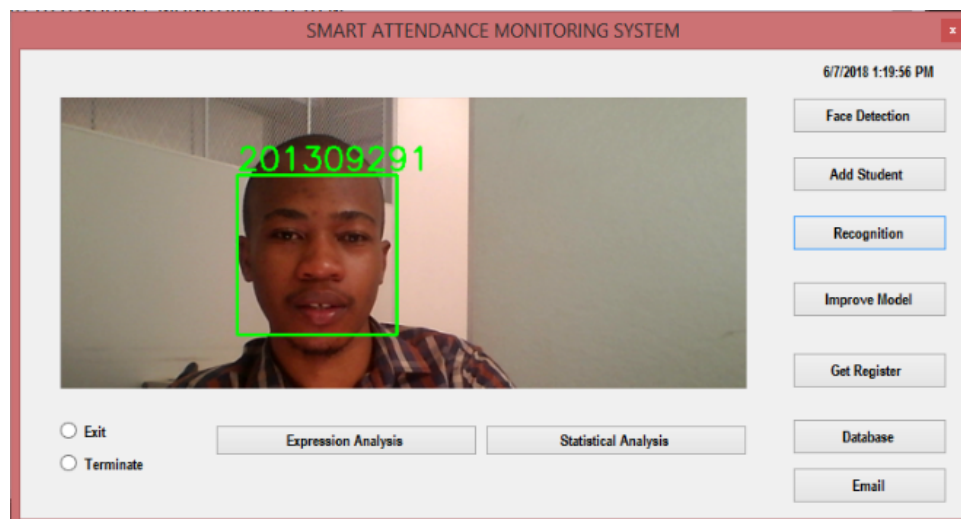 SMART ATTENDANCE MONITORING SYSTEM
x
6/7/2018 1:19:56 PM
201309291
Face Detection
Add Student
Recognition
Improve Model
Get Register
Exit
Expression Analysis
Statistical Analysis
Database
Terminate
Email